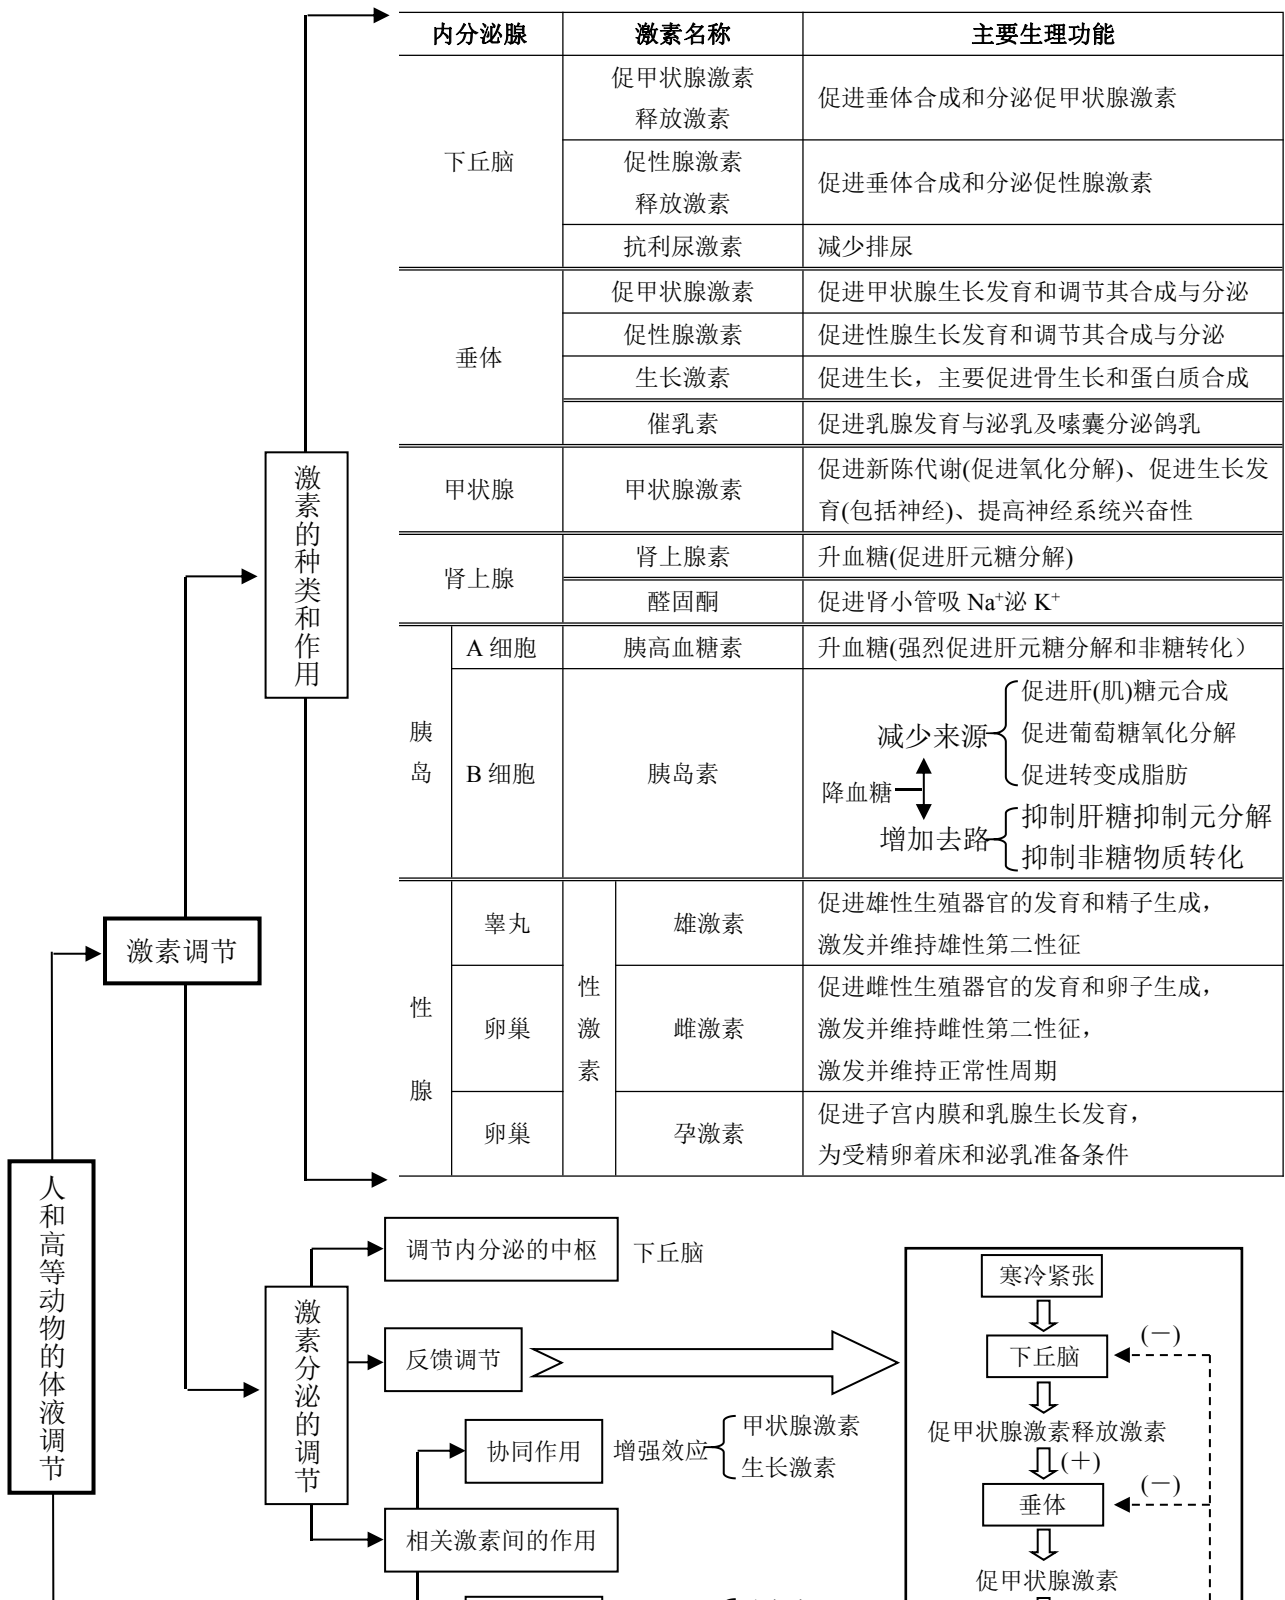 内分泌腺 激素名称 主要生理功能
下丘脑
促甲状腺激素
释放激素
促进垂体合成和分泌促甲状腺激素
促性腺激素
释放激素
促进垂体合成和分泌促性腺激素
抗利尿激素 减少排尿
垂体
促甲状腺激素 促进甲状腺生长发育和调节其合成与分泌
促性腺激素 促进性腺生长发育和调节其合成与分泌
生长激素 促进生长，主要促进骨生长和蛋白质合成
催乳素 促进乳腺发育与泌乳及嗉囊分泌鸽乳
甲状腺 甲状腺激素
促进新陈代谢(促进氧化分解)、促进生长发
育(包括神经)、提高神经系统兴奋性
肾上腺
肾上腺素 升血糖(促进肝元糖分解)
醛固酮 促进肾小管吸 Na⁺泌 K⁺
胰岛
A 细胞 胰高血糖素 升血糖(强烈促进肝元糖分解和非糖转化）
B 细胞 胰岛素
降血糖
减少来源
促进肝(肌)糖元合成
促进葡萄糖氧化分解
促进转变成脂肪
增加去路
抑制肝糖抑制元分解
抑制非糖物质转化
性腺
性激素
睾丸 雄激素
促进雄性生殖器官的发育和精子生成，
激发并维持雄性第二性征
卵巢 雌激素
促进雌性生殖器官的发育和卵子生成，
激发并维持雌性第二性征，
激发并维持正常性周期
卵巢 孕激素
促进子宫内膜和乳腺生长发育，
为受精卵着床和泌乳准备条件
激素的种类和作用
激素调节
人和高等动物的体液调节
激素分泌的调节
调节内分泌的中枢 下丘脑
反馈调节
协同作用 增强效应
甲状腺激素
生长激素
相关激素间的作用
寒冷紧张
(－)
下丘脑
促甲状腺激素释放激素
(＋)
(－)
垂体
促甲状腺激素